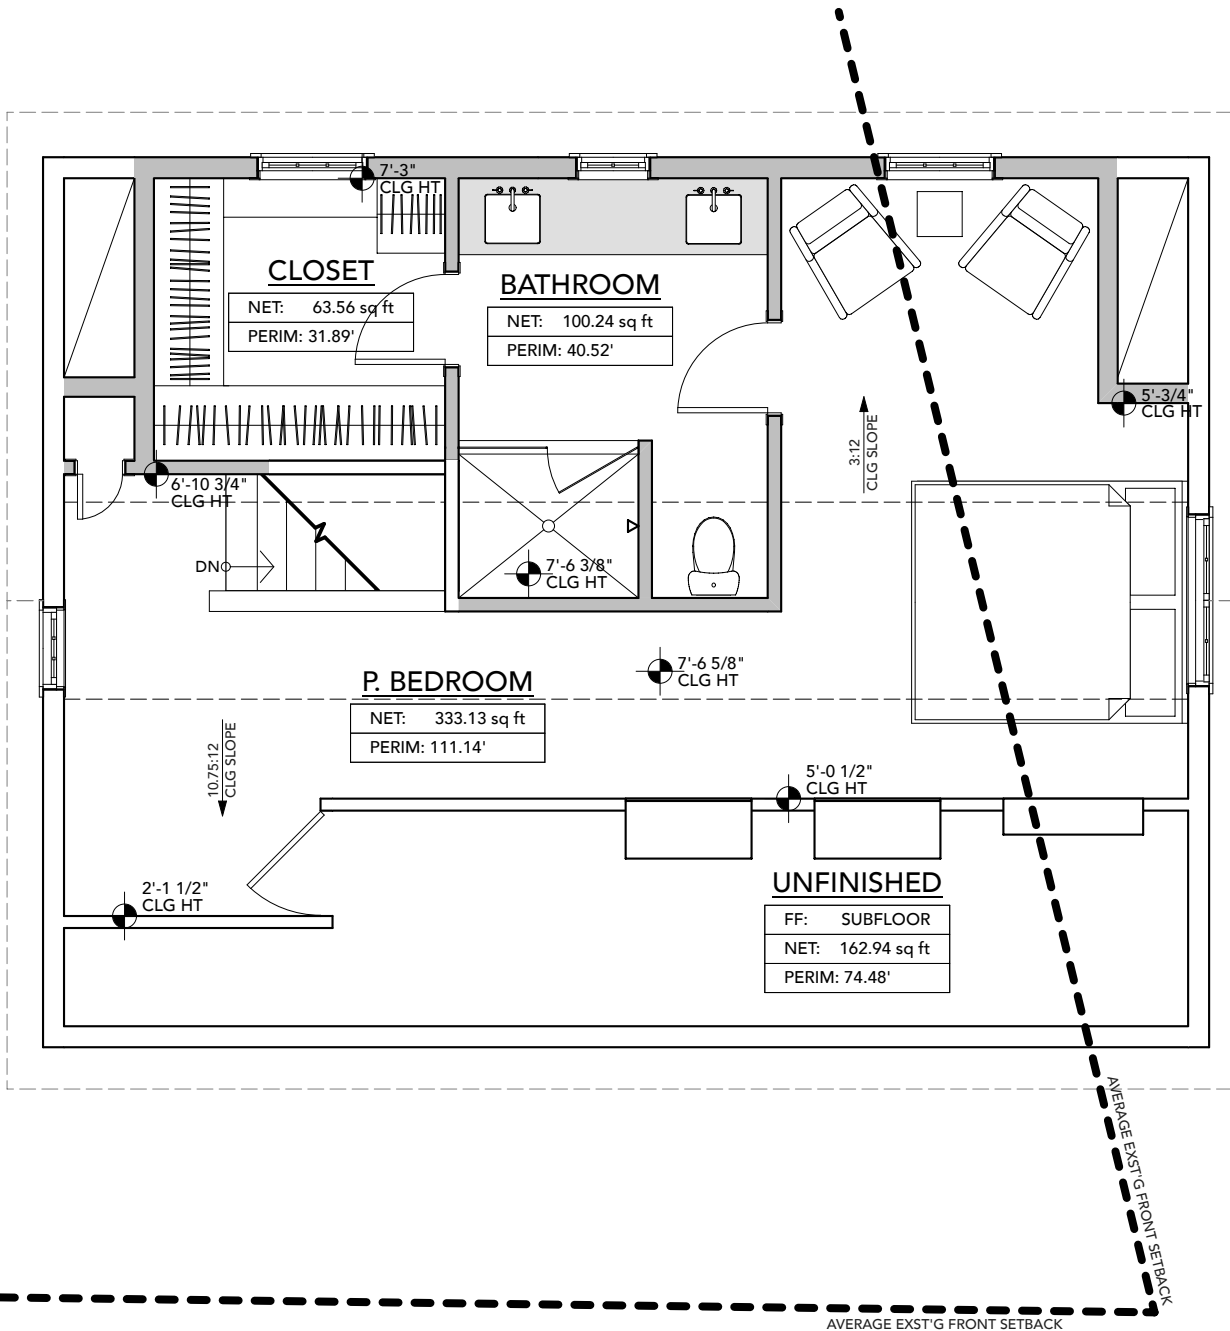 7'-3"
CLG HT
CLOSET
NET: 63.56 sq ft
PERIM: 31.89'
BATHROOM
NET: 100.24 sq ft
PERIM: 40.52'
5'-3/4"
CLG HT
3:12
CLG SLOPE
6'-10 3/4"
CLG HT
DN
7'-6 3/8"
CLG HT
7'-6 5/8"
CLG HT
P. BEDROOM
NET: 333.13 sq ft
PERIM: 111.14'
10.75:12
CLG SLOPE
5'-0 1/2"
CLG HT
2'-1 1/2"
CLG HT
UNFINISHED
FF: SUBFLOOR
NET: 162.94 sq ft
PERIM: 74.48'
AVERAGE EXST'G FRONT SETBACK
AVERAGE EXST'G FRONT SETBACK